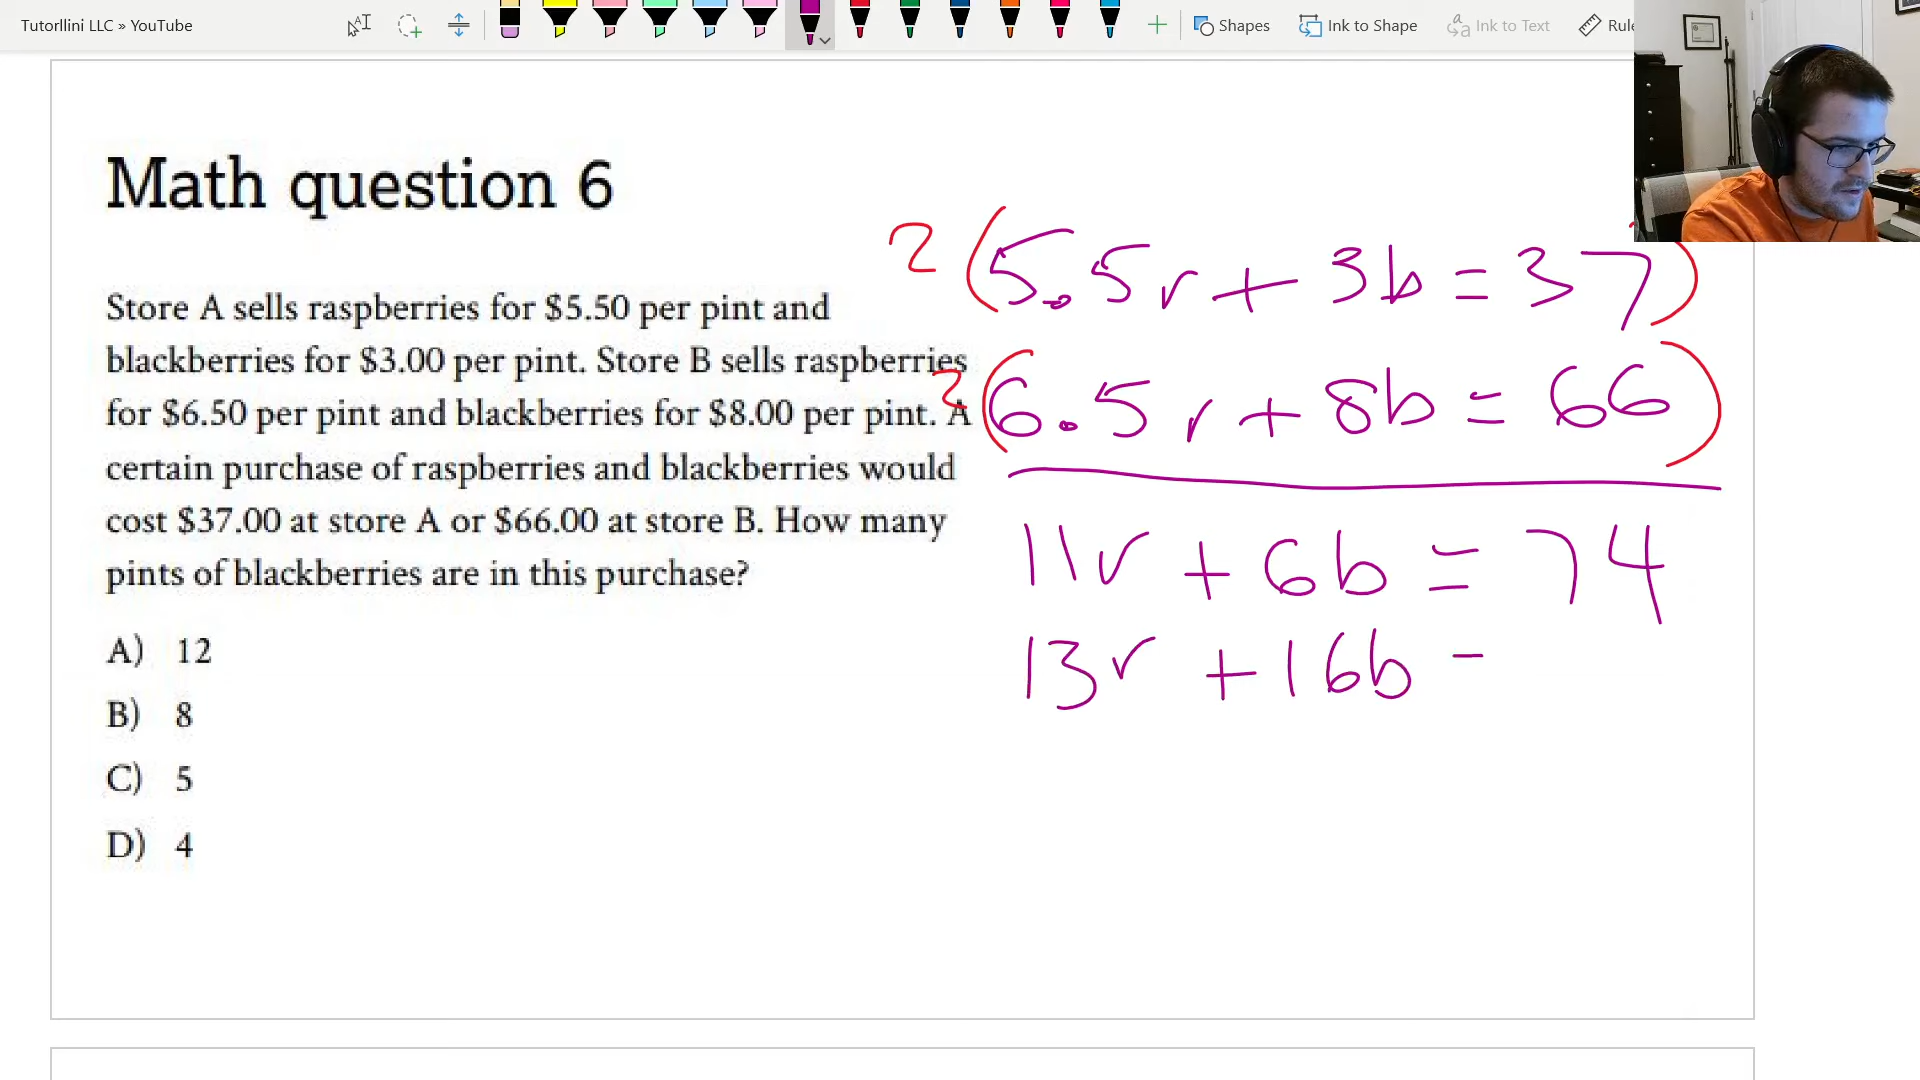 Tutorllini LLC » YouTube
Shapes
Ink to Shape
Ink to Text
Math question 6
Store A sells raspberries for $5.50 per pint and
blackberries for $3.00 per pint. Store B sells raspberries
for $6.50 per pint and blackberries for $8.00 per pint. A
certain purchase of raspberries and blackberries would
cost $37.00 at store A or $66.00 at store B. How many
pints of blackberries are in this purchase?
A) 12
B) 8
C) 5
D) 4
2 (5.5r + 3b = 37)
2 (6.5r + 8b = 66)
11r + 6b = 74
13r + 16b -